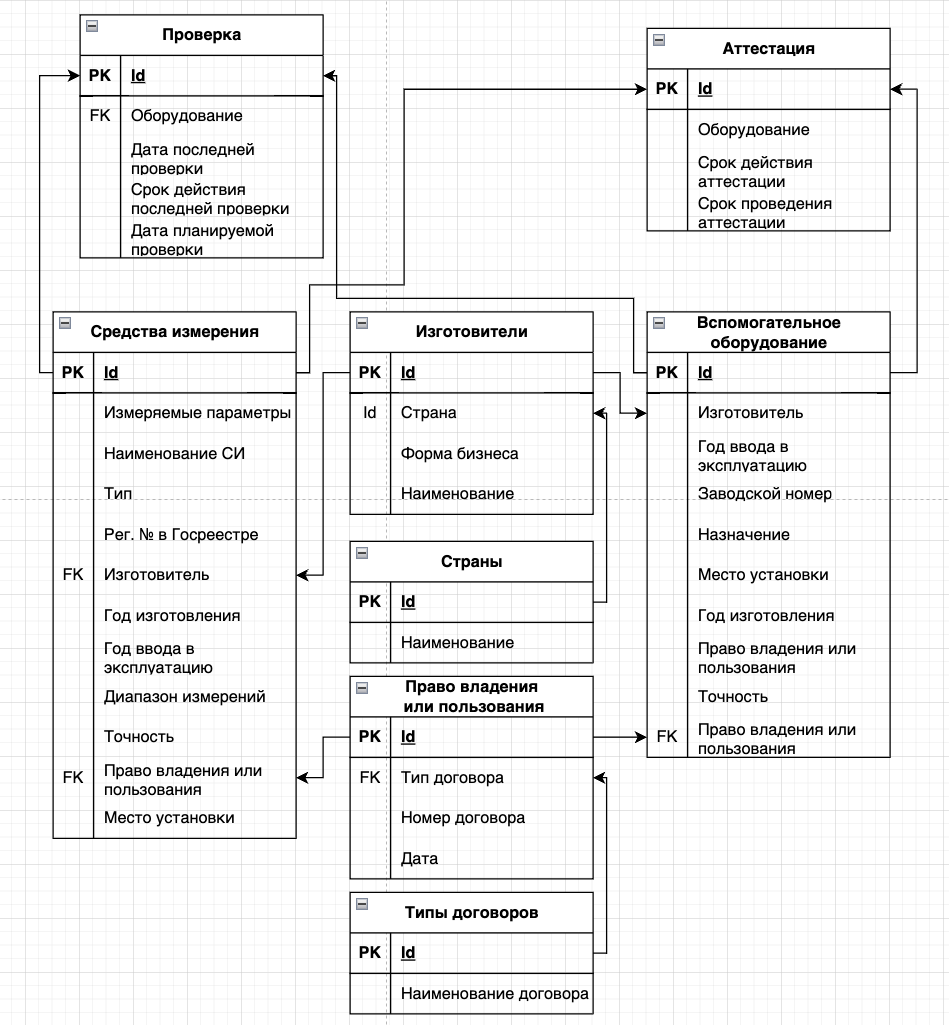 Проверка
PK Id
FK Оборудование
Дата последней
проверки
Срок действия
последней проверки
Дата планируемой
проверки
Аттестация
PK Id
Оборудование
Срок действия
аттестации
Срок проведения
аттестации
Средства измерения
PK Id
Измеряемые параметры
Наименование СИ
Тип
Рег. № в Госреестре
FK Изготовитель
Год изготовления
Год ввода в
эксплуатацию
Диапазон измерений
Точность
FK Право владения или
пользования
Место установки
Изготовители
PK Id
Id Страна
Форма бизнеса
Наименование
Страны
PK Id
Наименование
Право владения
или пользования
PK Id
FK Тип договора
Номер договора
Дата
Типы договоров
PK Id
Наименование договора
Вспомогательное
оборудование
PK Id
Изготовитель
Год ввода в
эксплуатацию
Заводской номер
Назначение
Место установки
Год изготовления
Право владения или
пользования
Точность
FK Право владения или
пользования